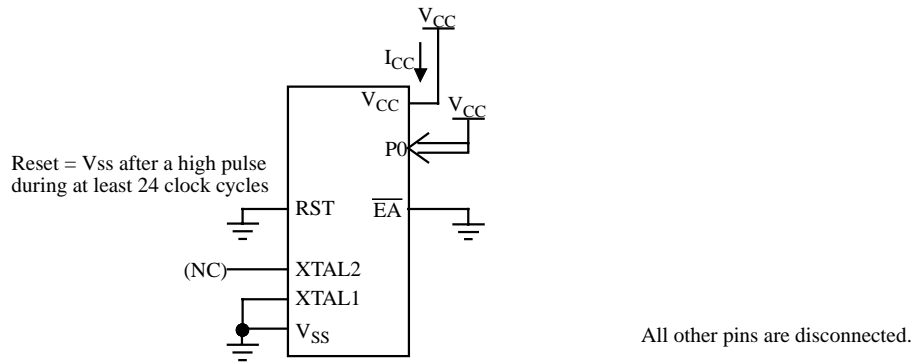 VCC
ICC
VCC
VCC
P0
Reset = Vss after a high pulse
during at least 24 clock cycles
RST
EA
(NC)
XTAL2
XTAL1
VSS
All other pins are disconnected.